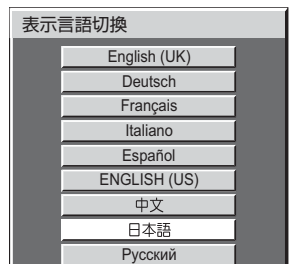 表示言語切換
English (UK)
Deutsch
Français
Italiano
Español
ENGLISH (US)
中文
日本語
Русский